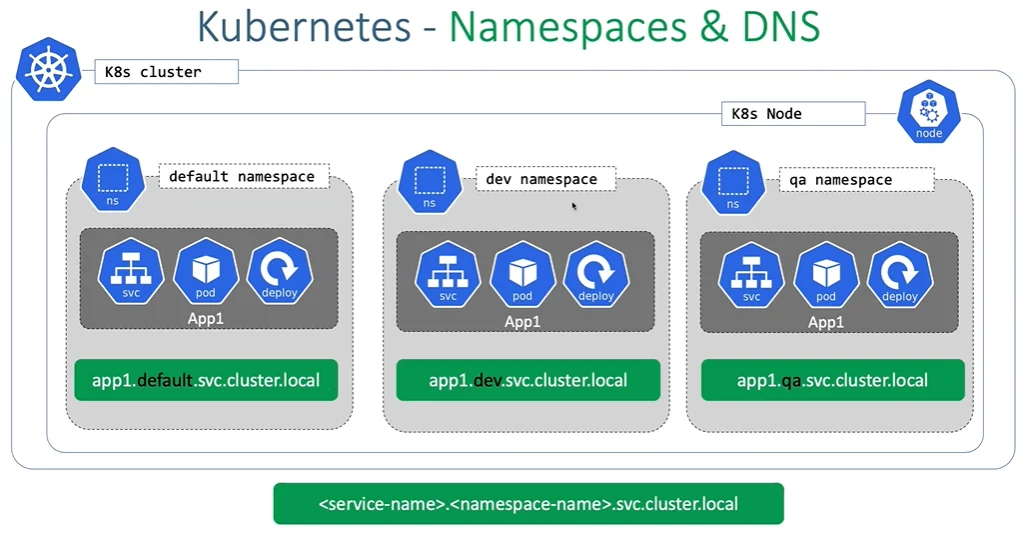 Kubernetes - Namespaces & DNS
K8s cluster
K8s Node
node
default namespace
ns
svc
pod
deploy
App1
app1.default.svc.cluster.local
dev namespace
ns
svc
pod
deploy
App1
app1.dev.svc.cluster.local
qa namespace
ns
svc
pod
deploy
App1
app1.qa.svc.cluster.local
<service-name>.<namespace-name>.svc.cluster.local